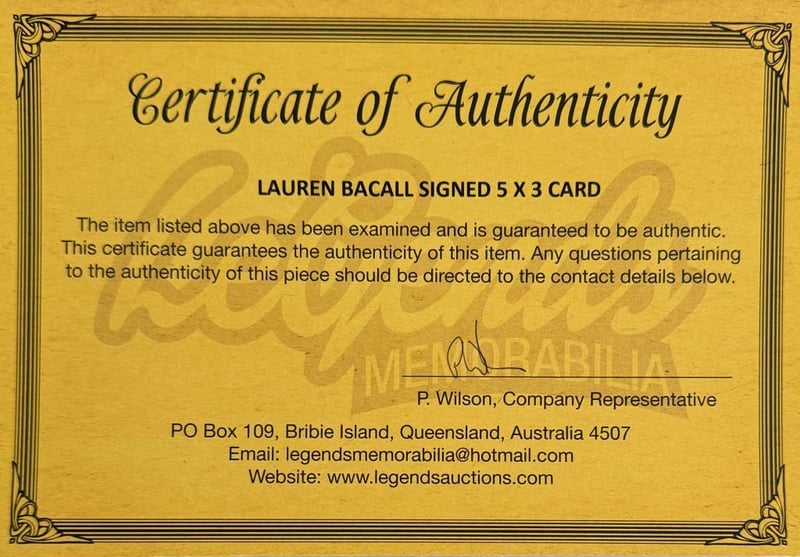 Certificate of Authenticity
LAUREN BACALL SIGNED 5 X 3 CARD
The item listed above has been examined and is guaranteed to be authentic.
This certificate guarantees the authenticity of this item. Any questions pertaining
to the authenticity of this piece should be directed to the contact details below.
Legends
MEMORABILIA
P. Wilson, Company Representative
PO Box 109, Bribie Island, Queensland, Australia 4507
Email: legendsmemorabilia@hotmail.com
Website: www.legendsauctions.com